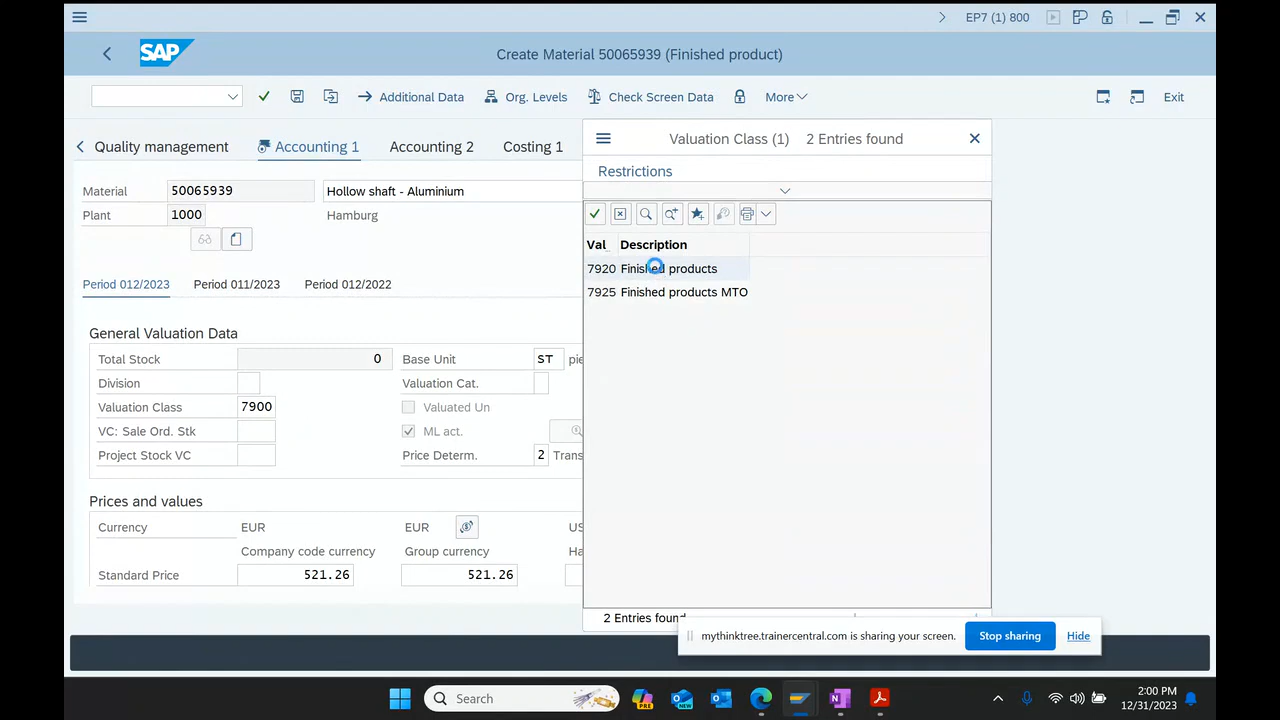 EP7 (1) 800
SAP
Create Material 50065939 (Finished product)
Additional Data
Org. Levels
Check Screen Data
More
Exit
Quality management
Accounting 1
Accounting 2
Costing 1
Material 50065939 Hollow shaft - Aluminium
Plant 1000 Hamburg
Period 012/2023
Period 011/2023
Period 012/2022
General Valuation Data
Total Stock 0 Base Unit ST pie
Division Valuation Cat.
Valuation Class 7900 Valuated Un
VC: Sale Ord. Stk ML act.
Project Stock VC Price Determ. 2 Trans
Prices and values
Currency EUR EUR US
Company code currency Group currency Ha
Standard Price 521.26 521.26
Valuation Class (1) 2 Entries found
Restrictions
Val Description
7920 Finished products
7925 Finished products MTO
2 Entries found
mythinktree.trainercentral.com is sharing your screen.
Stop sharing
Hide
Search
PRE
NEW
2:00 PM
12/31/2023